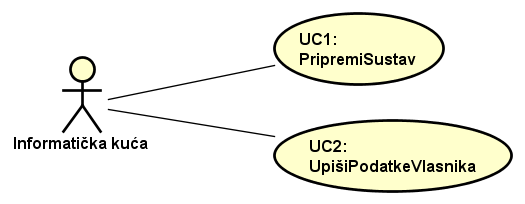 UC1:
PripremiSustav
Informatička kuća
UC2:
UpišiPodatkeVlasnika